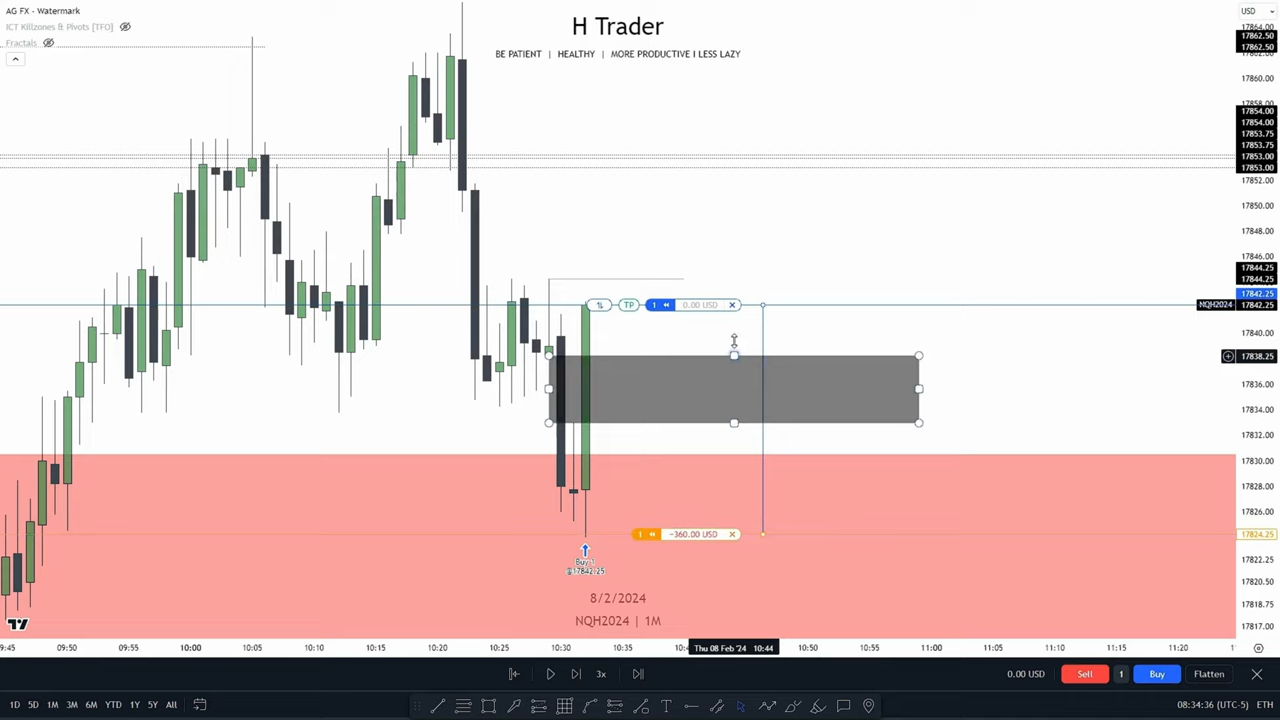 AG FX - Watermark
ICT Killzones & Pivots [TFO]
Fractals
H Trader
BE PATIENT | HEALTHY | MORE PRODUCTIVE I LESS LAZY
USD
17864.00
17862.50
17862.50
17860.00
17858.00
17854.00
17854.00
17853.75
17853.75
17853.00
17853.00
17852.00
17850.00
17848.00
17846.00
17844.25
17844.25
17842.25
NQH2024 17842.25
17840.00
17838.25
17836.00
17834.00
17832.00
17830.00
17828.00
17826.00
17824.25
17822.25
17820.50
17818.75
17817.00
% TP 1 0.00 USD
1 −360.00 USD
Buy 1
@17842.25
8/2/2024
NQH2024 | 1M
9:45 09:50 09:55 10:00 10:05 10:10 10:15 10:20 10:25 10:30 10:35 Thu 08 Feb '24 10:44 10:50 10:55 11:00 11:05 11:10 11:15 11:20
3x 0.00 USD Sell 1 Buy Flatten
1D 5D 1M 3M 6M YTD 1Y 5Y All 08:34:36 (UTC-5) ETH